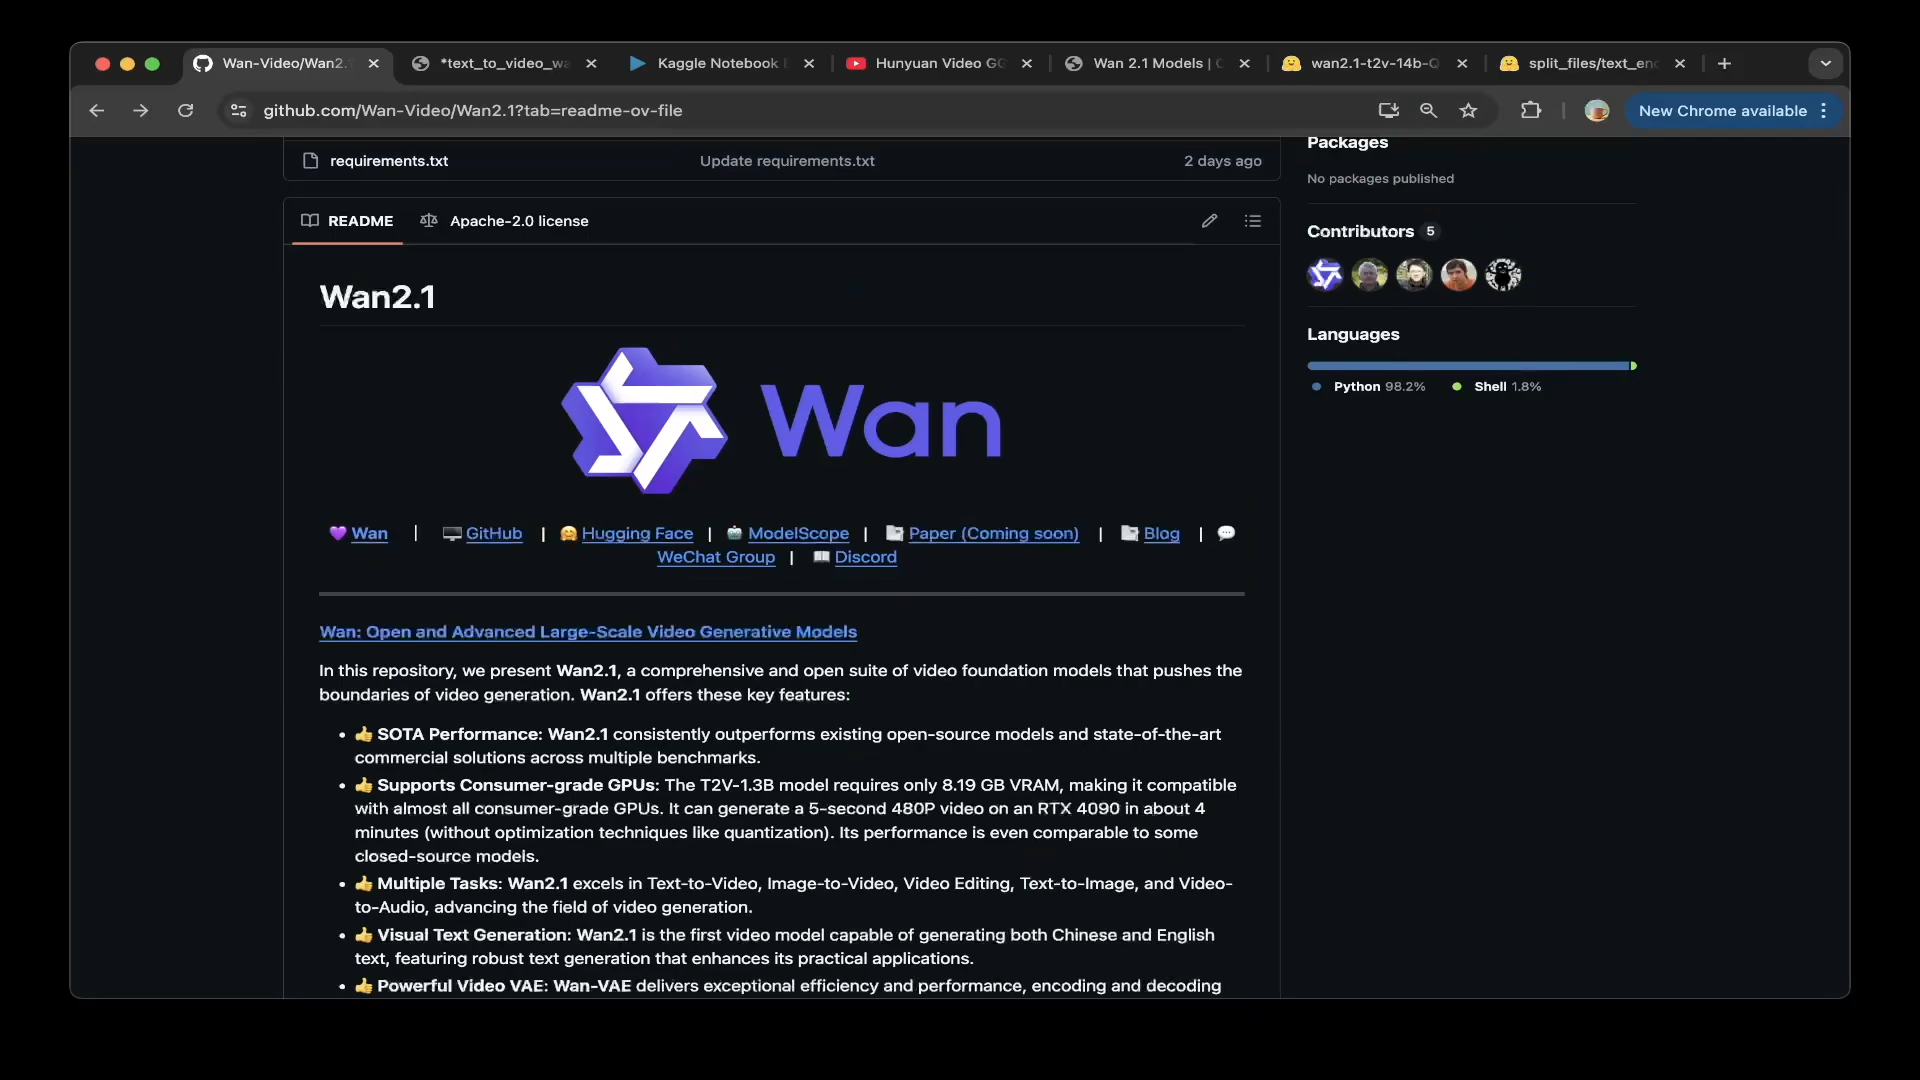 Wan-Video/Wan2.
*text_to_video_wa
Kaggle Notebook
Hunyuan Video GG
Wan 2.1 Models |
wan2.1-t2v-14b-Q
split_files/text_enc
github.com/Wan-Video/Wan2.1?tab=readme-ov-file
New Chrome available
requirements.txt
Update requirements.txt
2 days ago
README
Apache-2.0 license
Wan2.1
Wan
Wan | GitHub | Hugging Face | ModelScope | Paper (Coming soon) | Blog |
WeChat Group | Discord
Wan: Open and Advanced Large-Scale Video Generative Models
In this repository, we present Wan2.1, a comprehensive and open suite of video foundation models that pushes the
boundaries of video generation. Wan2.1 offers these key features:
• 👍 SOTA Performance: Wan2.1 consistently outperforms existing open-source models and state-of-the-art
commercial solutions across multiple benchmarks.
• 👍 Supports Consumer-grade GPUs: The T2V-1.3B model requires only 8.19 GB VRAM, making it compatible
with almost all consumer-grade GPUs. It can generate a 5-second 480P video on an RTX 4090 in about 4
minutes (without optimization techniques like quantization). Its performance is even comparable to some
closed-source models.
• 👍 Multiple Tasks: Wan2.1 excels in Text-to-Video, Image-to-Video, Video Editing, Text-to-Image, and Video-
to-Audio, advancing the field of video generation.
• 👍 Visual Text Generation: Wan2.1 is the first video model capable of generating both Chinese and English
text, featuring robust text generation that enhances its practical applications.
• 👍 Powerful Video VAE: Wan-VAE delivers exceptional efficiency and performance, encoding and decoding
Packages
No packages published
Contributors 5
Languages
Python 98.2%
Shell 1.8%